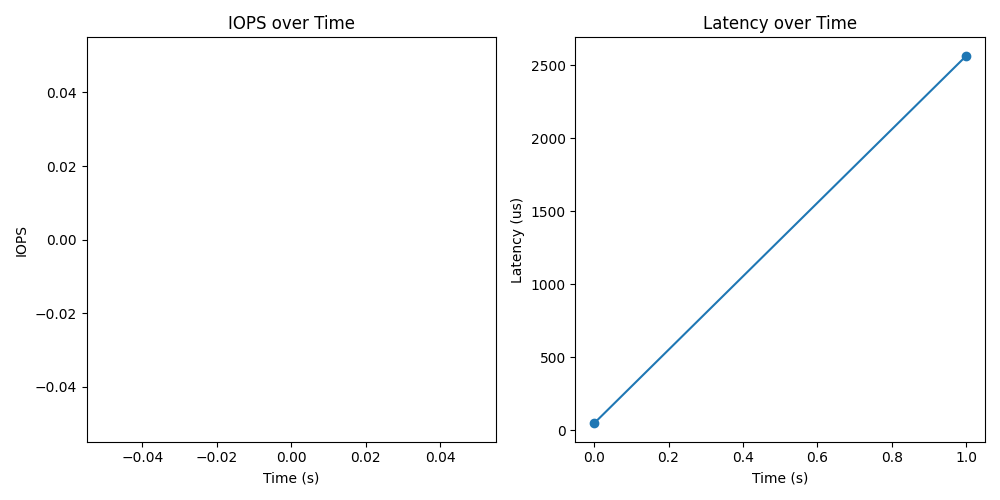 IOPS over Time
0.04
0.02
0.00
−0.02
−0.04
IOPS
−0.04 −0.02 0.00 0.02 0.04
Time (s)
Latency over Time
2500
2000
1500
1000
500
0
Latency (us)
0.0 0.2 0.4 0.6 0.8 1.0
Time (s)